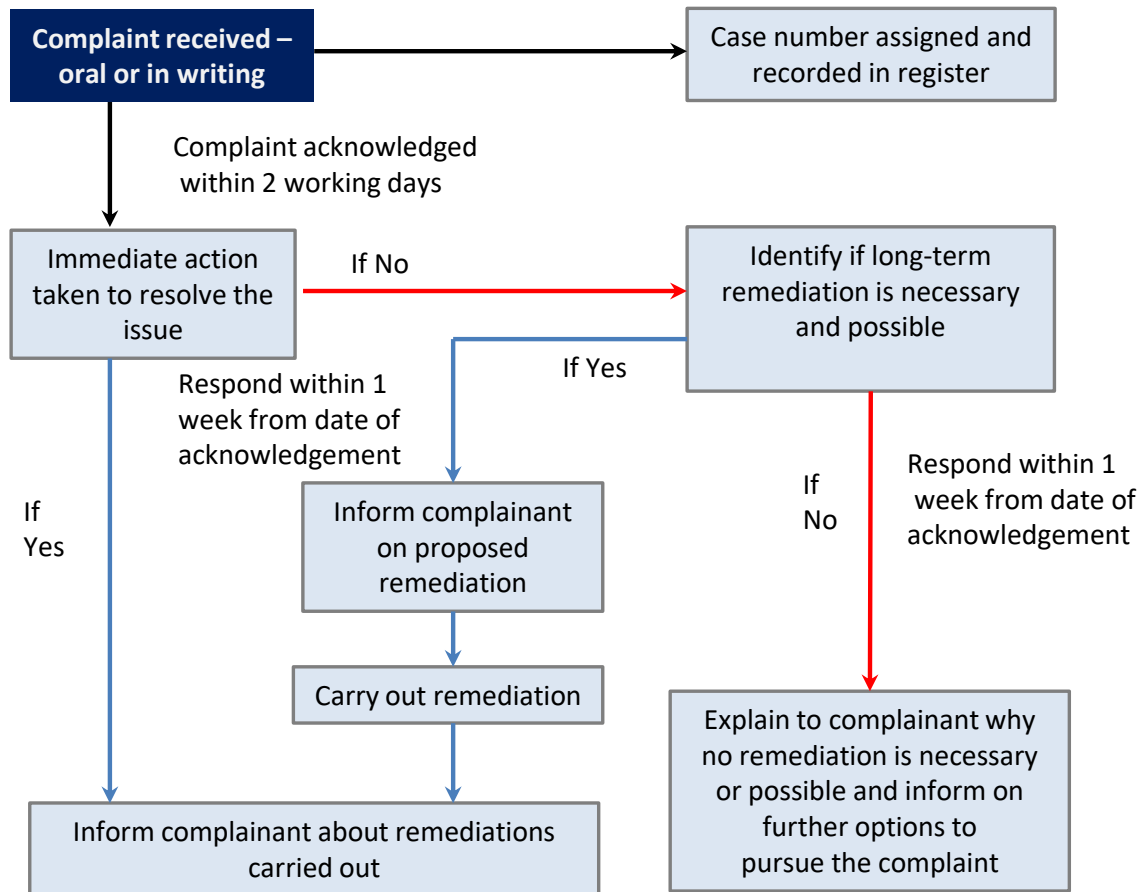 Complaint received –
oral or in writing
Case number assigned and
recorded in register
Complaint acknowledged
within 2 working days
Immediate action
taken to resolve the
issue
If No
Identify if long-term
remediation is necessary
and possible
If Yes
Respond within 1
week from date of
acknowledgement
If
Yes
Inform complainant
on proposed
remediation
If
No
Respond within 1
week from date of
acknowledgement
Carry out remediation
Explain to complainant why
no remediation is necessary
or possible and inform on
further options to
pursue the complaint
Inform complainant about remediations
carried out